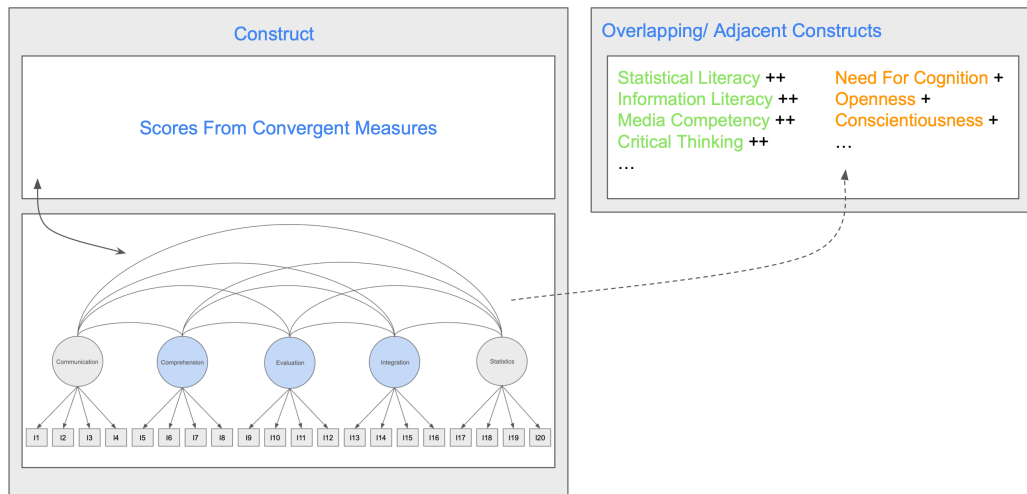 Construct
Scores From Convergent Measures
Communication
Comprehension
Evaluation
Integration
Statistics
I1 I2 I3 I4 I5 I6 I7 I8 I9 I10 I11 I12 I13 I14 I15 I16 I17 I18 I19 I20
Overlapping/ Adjacent Constructs
Statistical Literacy ++
Information Literacy ++
Media Competency ++
Critical Thinking ++
...
Need For Cognition +
Openness +
Conscientiousness +
...